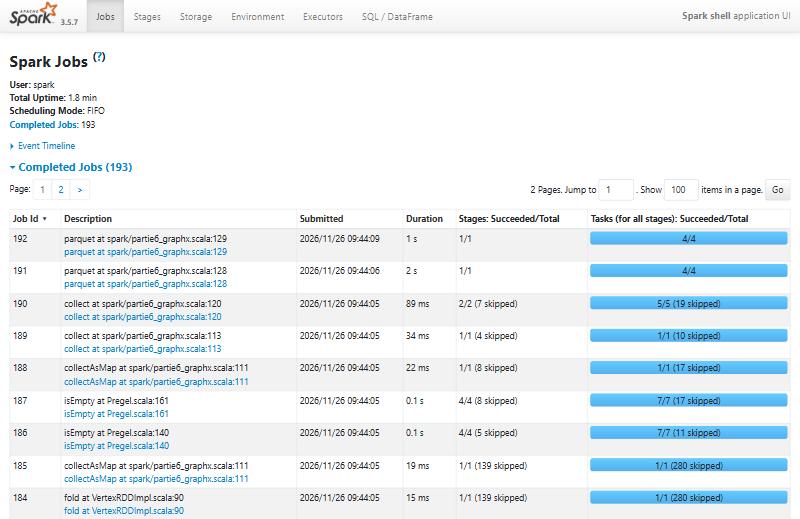 APACHE
Spark 3.5.7 Jobs Stages Storage Environment Executors SQL / DataFrame Spark shell application UI
Spark Jobs (?)
User: spark
Total Uptime: 1.8 min
Scheduling Mode: FIFO
Completed Jobs: 193
Event Timeline
Completed Jobs (193)
Page: 1 2 > 2 Pages. Jump to 1 . Show 100 items in a page. Go
Job Id ▾ Description Submitted Duration Stages: Succeeded/Total Tasks (for all stages): Succeeded/Total
192 parquet at spark/partie6_graphx.scala:129 2026/11/26 09:44:09 1 s 1/1 4/4
parquet at spark/partie6_graphx.scala:129
191 parquet at spark/partie6_graphx.scala:128 2026/11/26 09:44:06 2 s 1/1 4/4
parquet at spark/partie6_graphx.scala:128
190 collect at spark/partie6_graphx.scala:120 2026/11/26 09:44:05 89 ms 2/2 (7 skipped) 5/5 (19 skipped)
collect at spark/partie6_graphx.scala:120
189 collect at spark/partie6_graphx.scala:113 2026/11/26 09:44:05 34 ms 1/1 (4 skipped) 1/1 (10 skipped)
collect at spark/partie6_graphx.scala:113
188 collectAsMap at spark/partie6_graphx.scala:111 2026/11/26 09:44:05 22 ms 1/1 (8 skipped) 1/1 (17 skipped)
collectAsMap at spark/partie6_graphx.scala:111
187 isEmpty at Pregel.scala:161 2026/11/26 09:44:05 0.1 s 4/4 (8 skipped) 7/7 (17 skipped)
isEmpty at Pregel.scala:161
186 isEmpty at Pregel.scala:140 2026/11/26 09:44:05 0.1 s 4/4 (5 skipped) 7/7 (11 skipped)
isEmpty at Pregel.scala:140
185 collectAsMap at spark/partie6_graphx.scala:111 2026/11/26 09:44:05 19 ms 1/1 (139 skipped) 1/1 (280 skipped)
collectAsMap at spark/partie6_graphx.scala:111
184 fold at VertexRDDImpl.scala:90 2026/11/26 09:44:05 15 ms 1/1 (139 skipped) 1/1 (280 skipped)
fold at VertexRDDImpl.scala:90